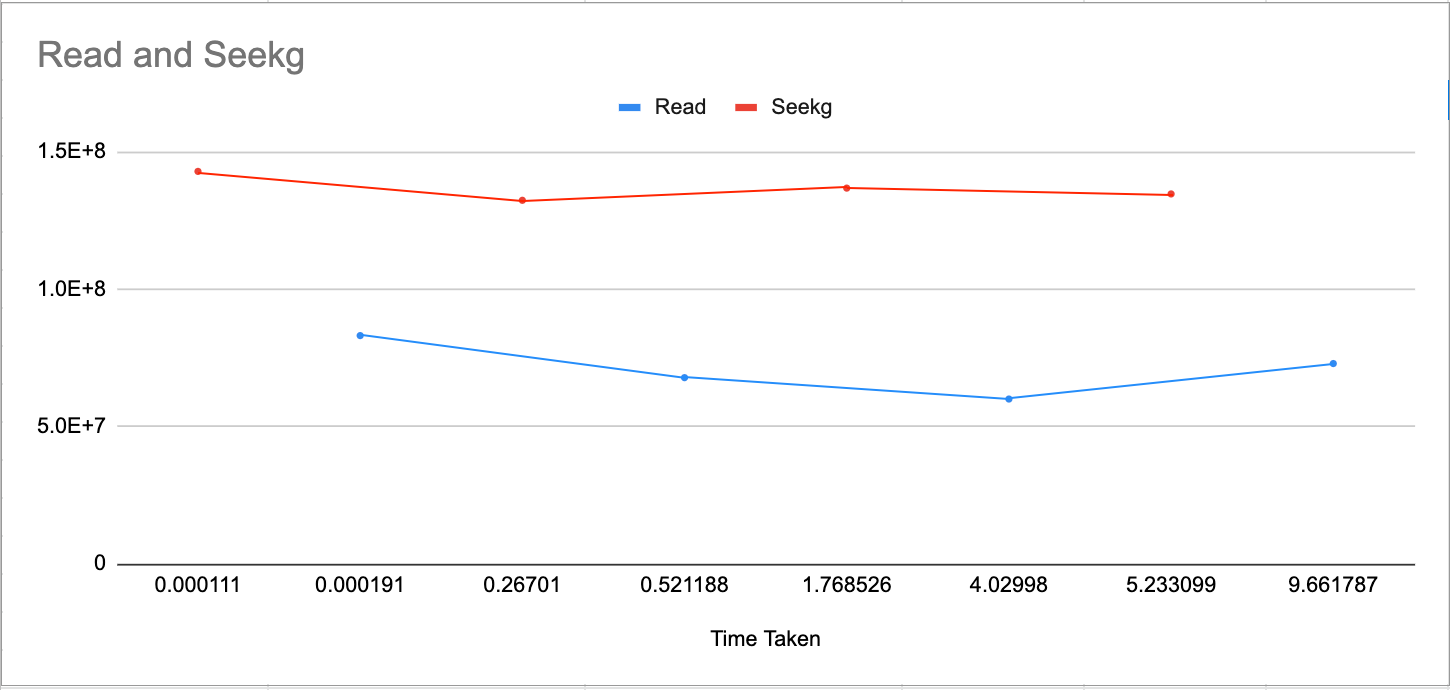 Read and Seekg
Read Seekg
1.5E+8
1.0E+8
5.0E+7
0
0.000111 0.000191 0.26701 0.521188 1.768526 4.02998 5.233099 9.661787
Time Taken